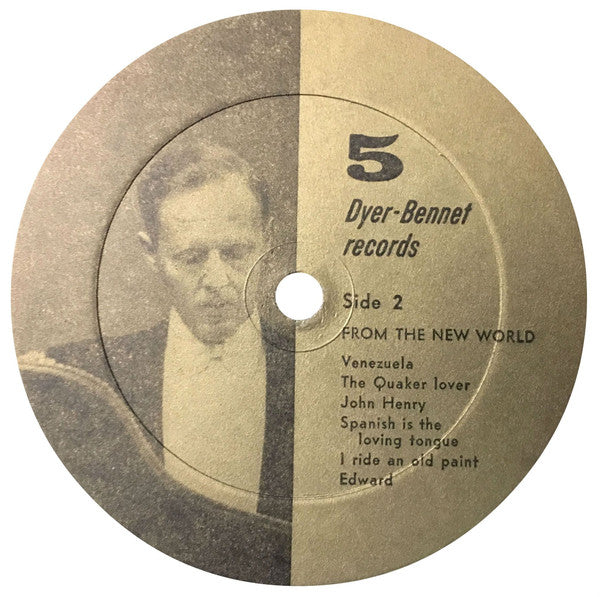 5
Dyer-Bennet
records
Side 2
FROM THE NEW WORLD
Venezuela
The Quaker lover
John Henry
Spanish is the
loving tongue
I ride an old paint
Edward